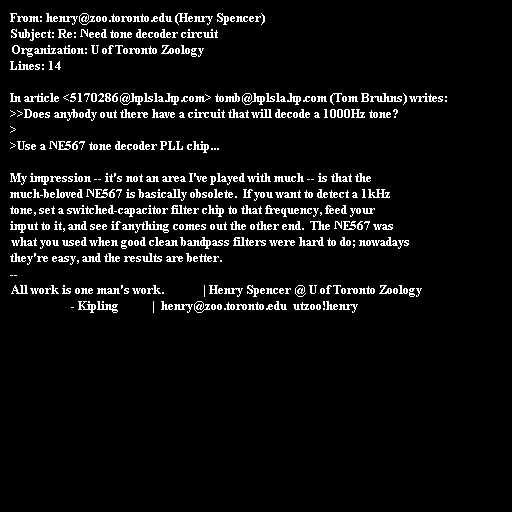 From: henry@zoo.toronto.edu (Henry Spencer)
Subject: Re: Need tone decoder circuit
Organization: U of Toronto Zoology
Lines: 14

In article <5170286@hplsla.hp.com> tomb@hplsla.hp.com (Tom Bruhns) writes:
>>Does anybody out there have a circuit that will decode a 1000Hz tone?
>
>Use a NE567 tone decoder PLL chip...

My impression -- it's not an area I've played with much -- is that the
much-beloved NE567 is basically obsolete.  If you want to detect a 1kHz
tone, set a switched-capacitor filter chip to that frequency, feed your
input to it, and see if anything comes out the other end.  The NE567 was
what you used when good clean bandpass filters were hard to do; nowadays
they're easy, and the results are better.
--
All work is one man's work.             | Henry Spencer @ U of Toronto Zoology
                    - Kipling           |  henry@zoo.toronto.edu  utzoo!henry